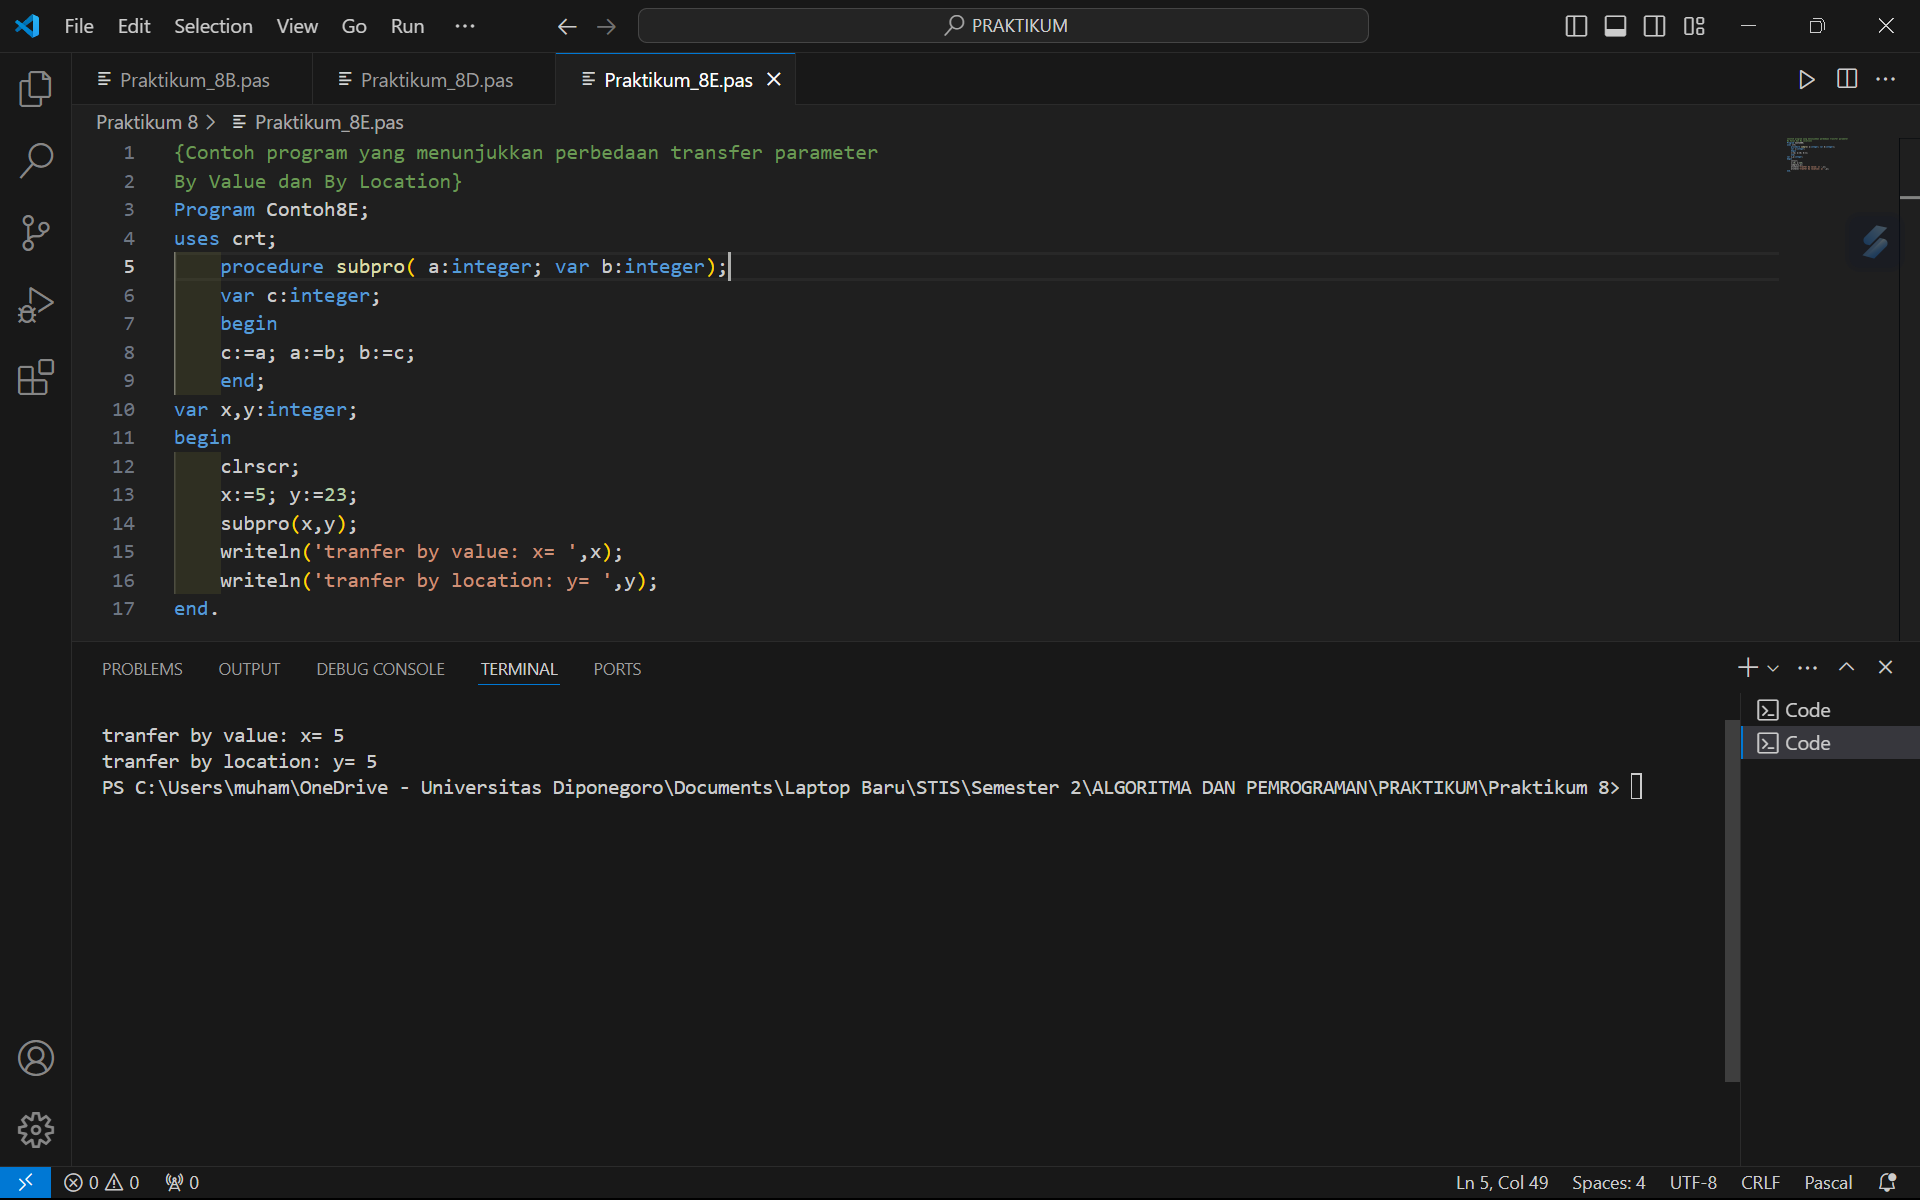 File Edit Selection View Go Run ··· PRAKTIKUM
Praktikum_8B.pas Praktikum_8D.pas Praktikum_8E.pas
Praktikum 8 > Praktikum_8E.pas
1 {Contoh program yang menunjukkan perbedaan transfer parameter
2 By Value dan By Location}
3 Program Contoh8E;
4 uses crt;
5 procedure subpro( a:integer; var b:integer);
6 var c:integer;
7 begin
8 c:=a; a:=b; b:=c;
9 end;
10 var x,y:integer;
11 begin
12 clrscr;
13 x:=5; y:=23;
14 subpro(x,y);
15 writeln('tranfer by value: x= ',x);
16 writeln('tranfer by location: y= ',y);
17 end.
PROBLEMS OUTPUT DEBUG CONSOLE TERMINAL PORTS
Code
Code
tranfer by value: x= 5
tranfer by location: y= 5
PS C:\Users\muham\OneDrive - Universitas Diponegoro\Documents\Laptop Baru\STIS\Semester 2\ALGORITMA DAN PEMROGRAMAN\PRAKTIKUM\Praktikum 8>
0 0 0 Ln 5, Col 49 Spaces: 4 UTF-8 CRLF Pascal